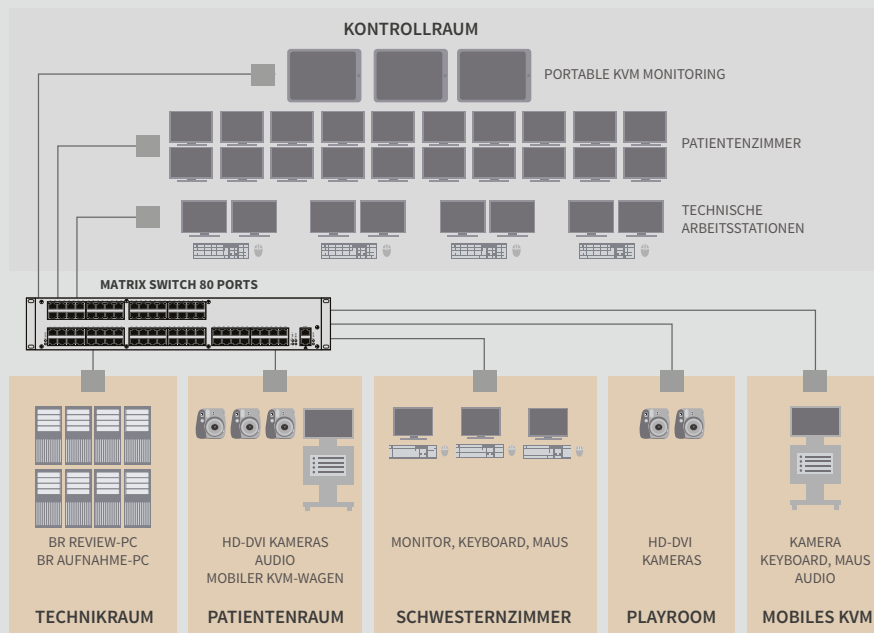 KONTROLLRAUM
PORTABLE KVM MONITORING
PATIENTENZIMMER
TECHNISCHE
ARBEITSSTATIONEN
MATRIX SWITCH 80 PORTS
BR REVIEW-PC
BR AUFNAHME-PC
TECHNIKRAUM
HD-DVI KAMERAS
AUDIO
MOBILER KVM-WAGEN
PATIENTENRAUM
MONITOR, KEYBOARD, MAUS
SCHWESTERNZIMMER
HD-DVI
KAMERAS
PLAYROOM
KAMERA
KEYBOARD, MAUS
AUDIO
MOBILES KVM